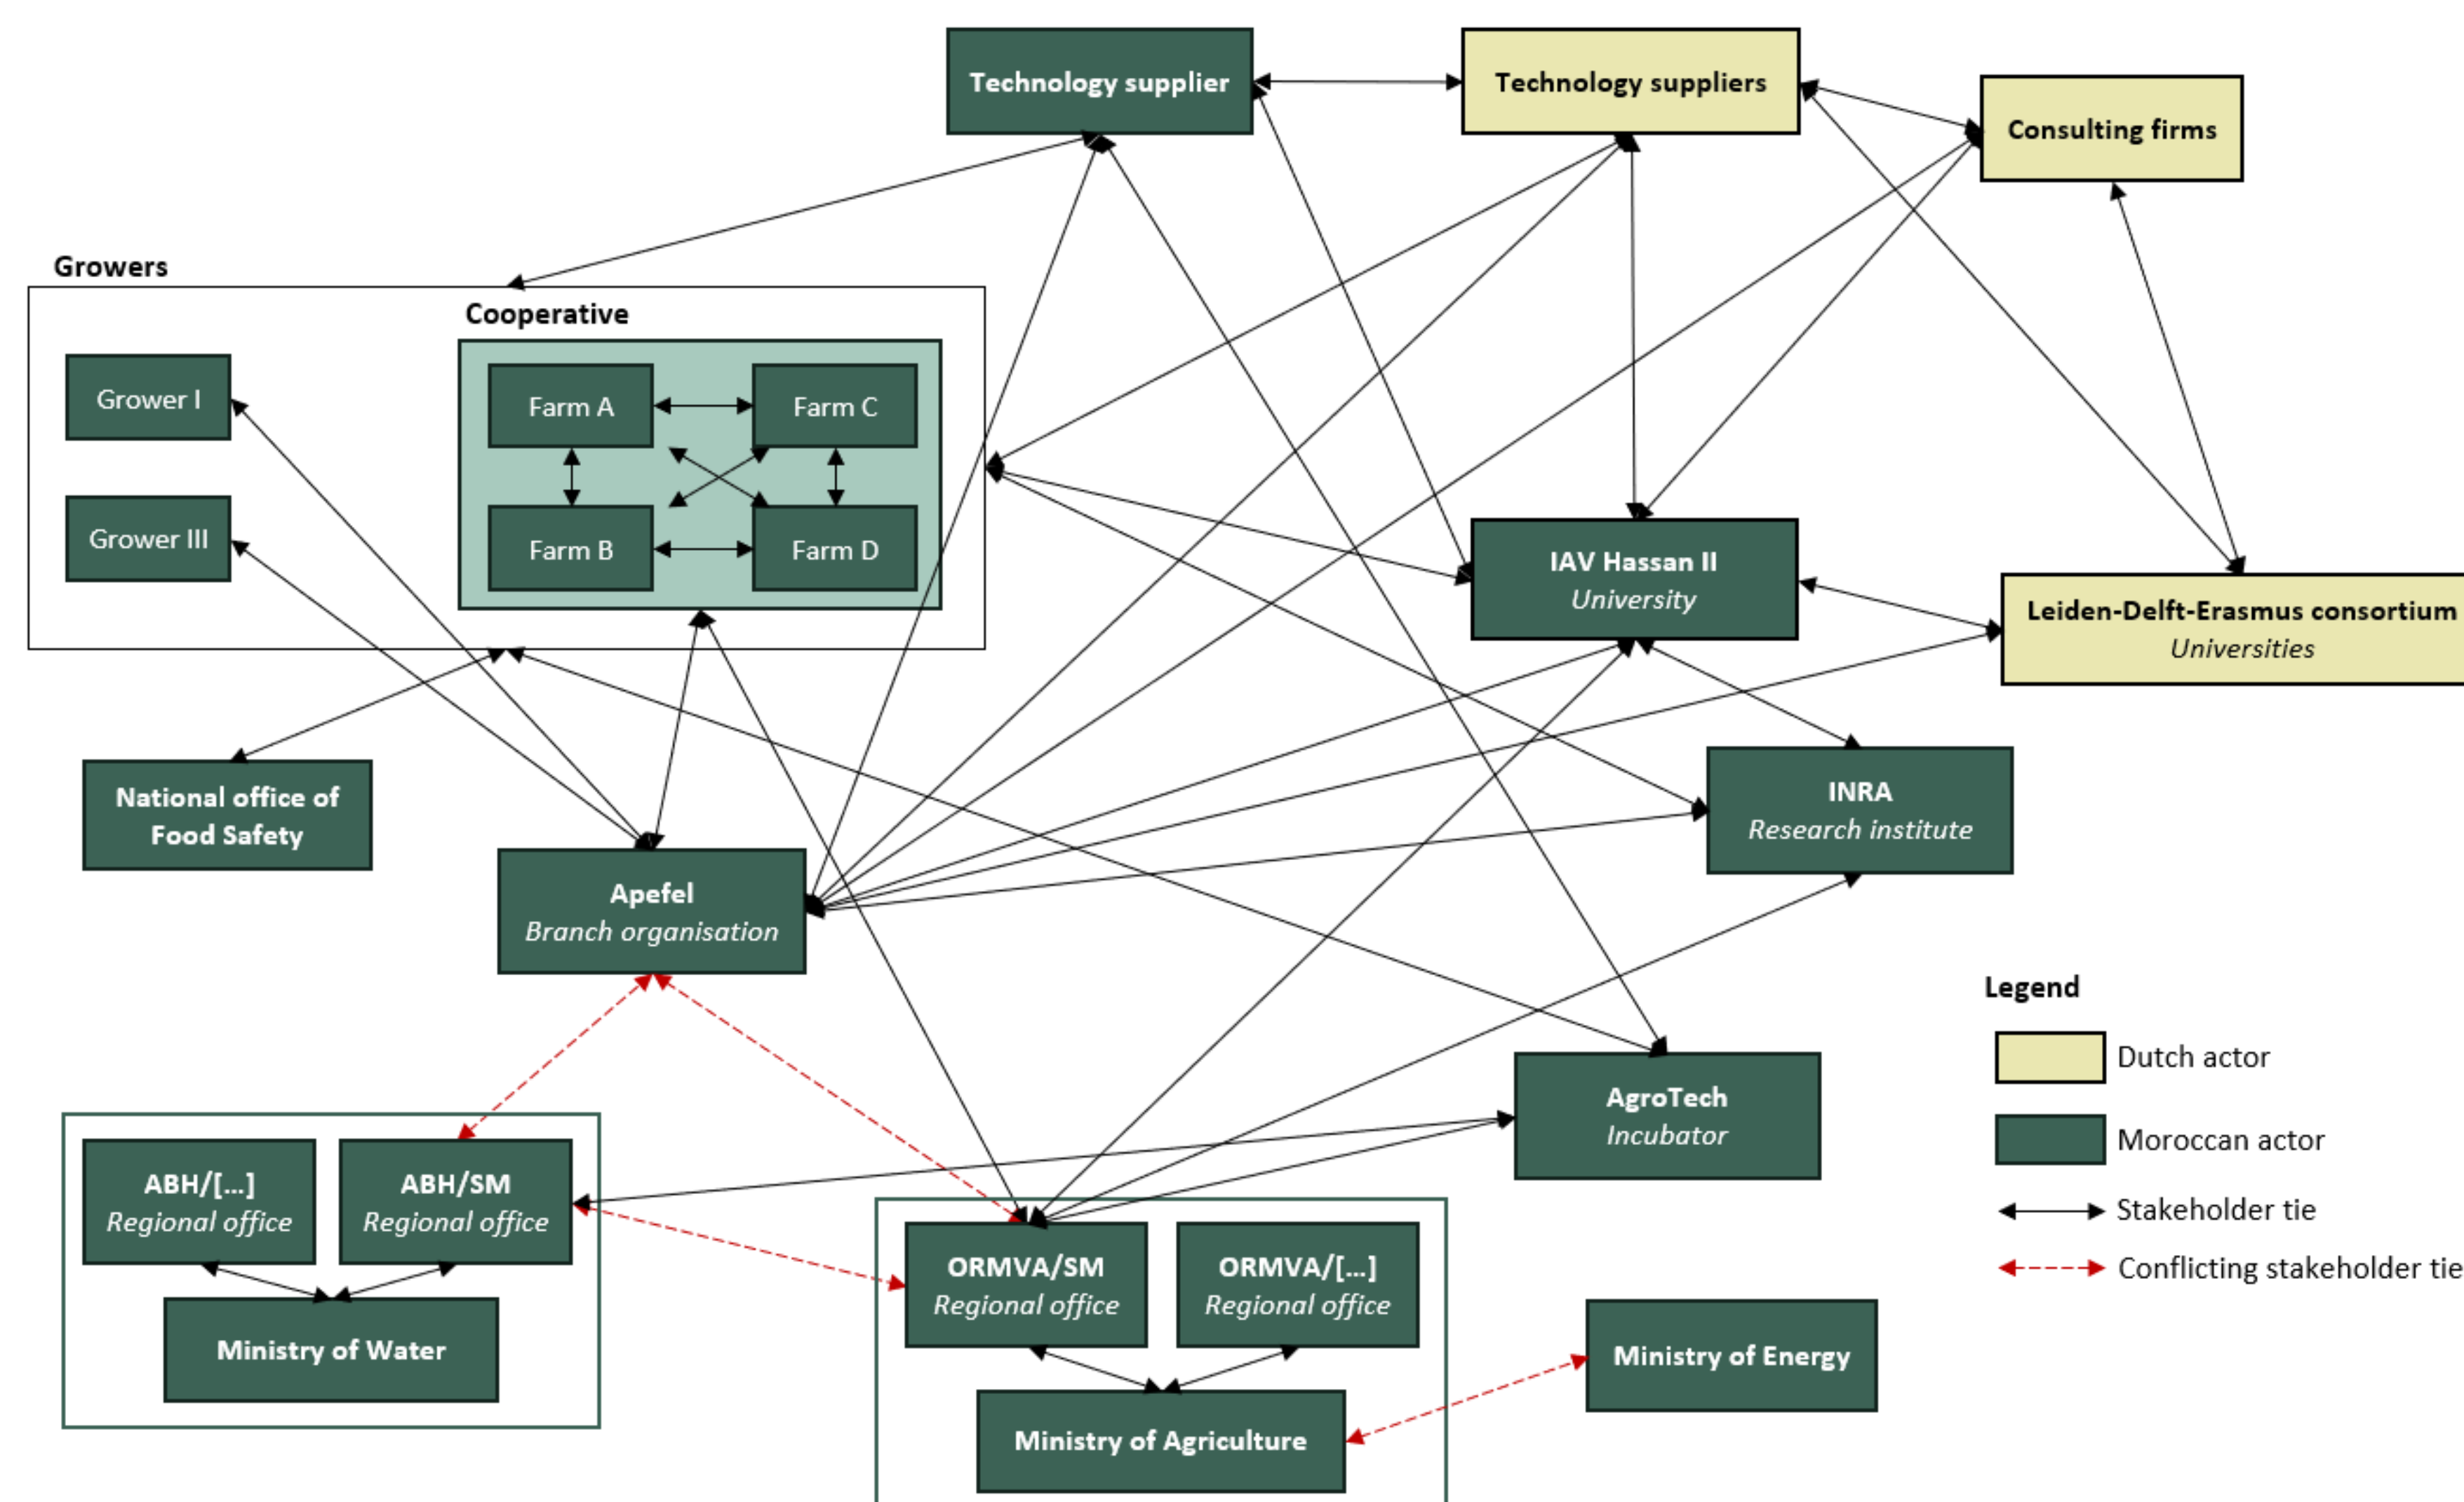 Technology supplier
Technology suppliers
Consulting firms
Growers
Cooperative
Grower I
Farm A
Farm C
Grower III
Farm B
Farm D
IAV Hassan II
University
Leiden-Delft-Erasmus consortium
Universities
National office of
Food Safety
INRA
Research institute
Apefel
Branch organisation
Legend
Dutch actor
Moroccan actor
Stakeholder tie
Conflicting stakeholder tie
AgroTech
Incubator
ABH/[...]
Regional office
ABH/SM
Regional office
Ministry of Water
ORMVA/SM
Regional office
ORMVA/[...]
Regional office
Ministry of Energy
Ministry of Agriculture